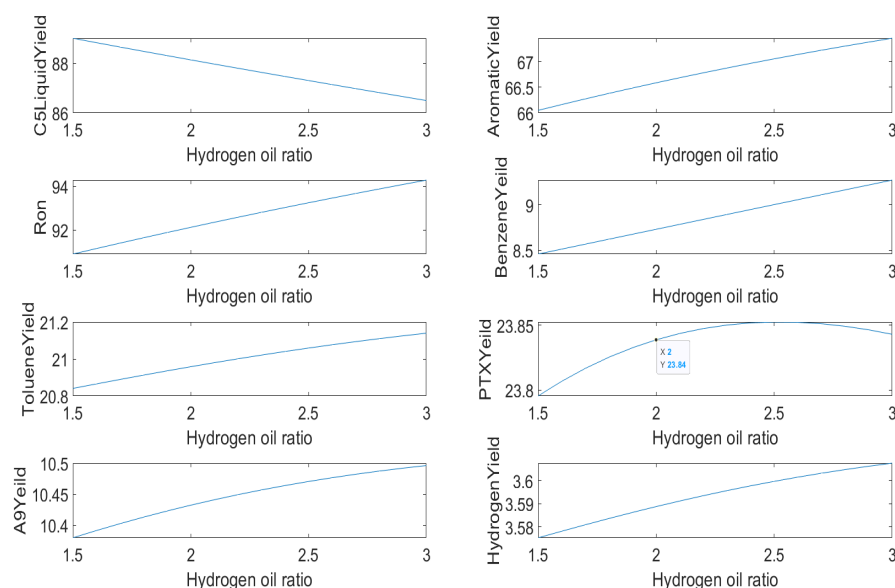 C5LiquidYield
88
86
1.5 2 2.5 3
Hydrogen oil ratio
AromaticYield
67
66.5
66
1.5 2 2.5 3
Hydrogen oil ratio
Ron
94
92
1.5 2 2.5 3
Hydrogen oil ratio
BenzeneYeild
9
8.5
1.5 2 2.5 3
Hydrogen oil ratio
TolueneYield
21.2
21
20.8
1.5 2 2.5 3
Hydrogen oil ratio
PTXYeild
23.85
23.8
X 2
Y 23.84
1.5 2 2.5 3
Hydrogen oil ratio
A9Yeild
10.5
10.45
10.4
1.5 2 2.5 3
Hydrogen oil ratio
HydrogenYield
3.6
3.59
3.58
1.5 2 2.5 3
Hydrogen oil ratio